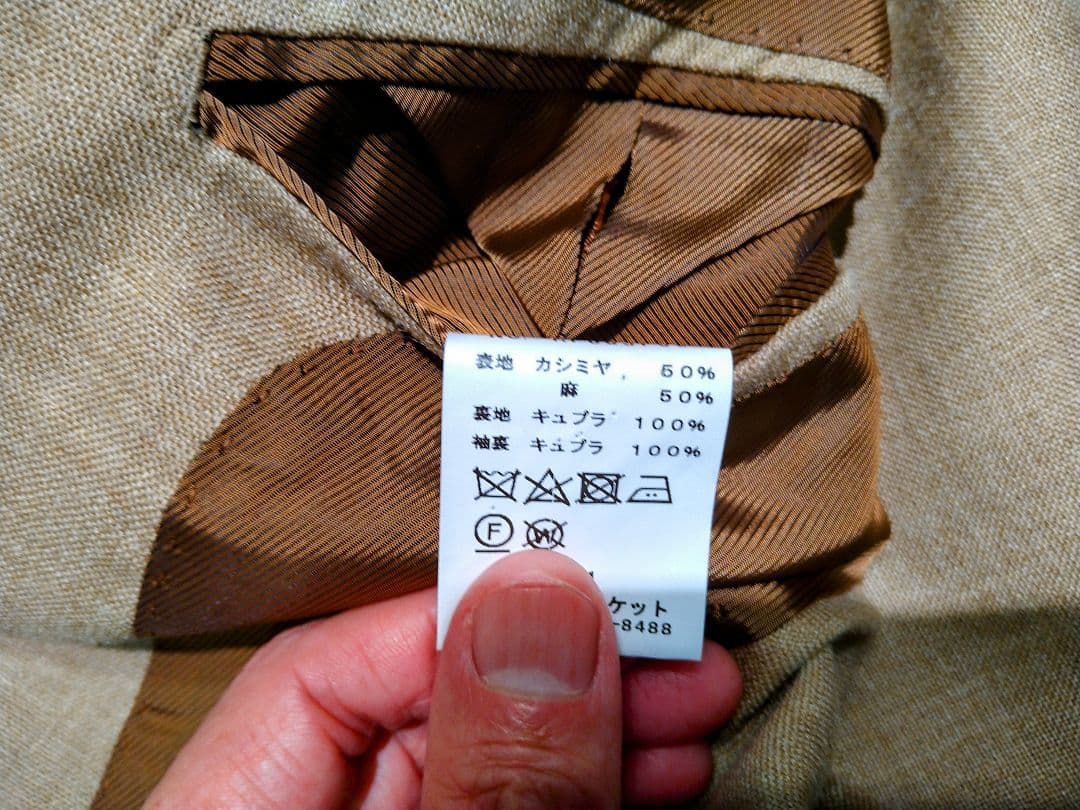 表地 カシミヤ 50%
麻 50%
裏地 キュプラ 100%
袖裏 キュプラ 100%
F
W
ケット
-8488